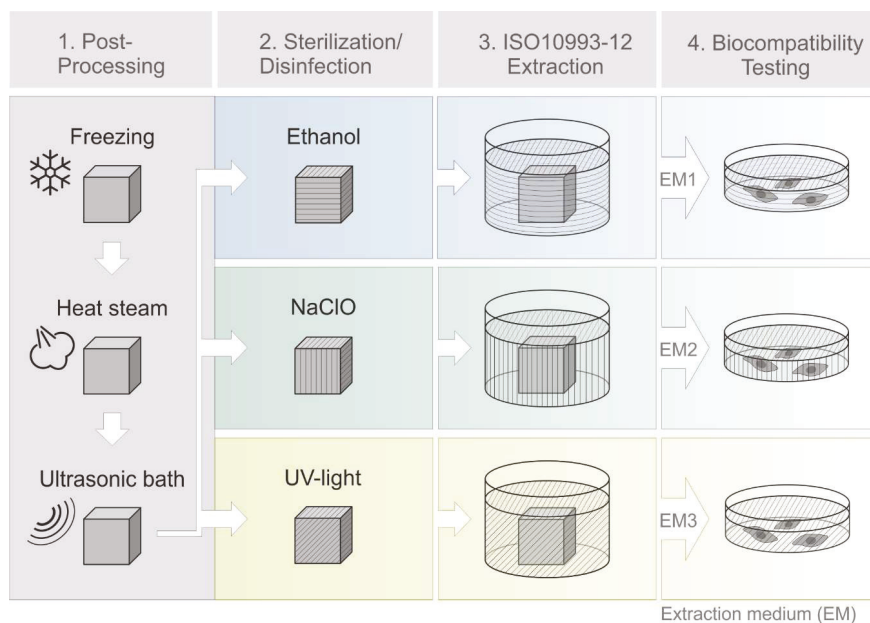 1. Post-
Processing
2. Sterilization/
Disinfection
3. ISO10993-12
Extraction
4. Biocompatibility
Testing
Freezing
Ethanol
EM1
Heat steam
NaClO
EM2
Ultrasonic bath
UV-light
EM3
Extraction medium (EM)